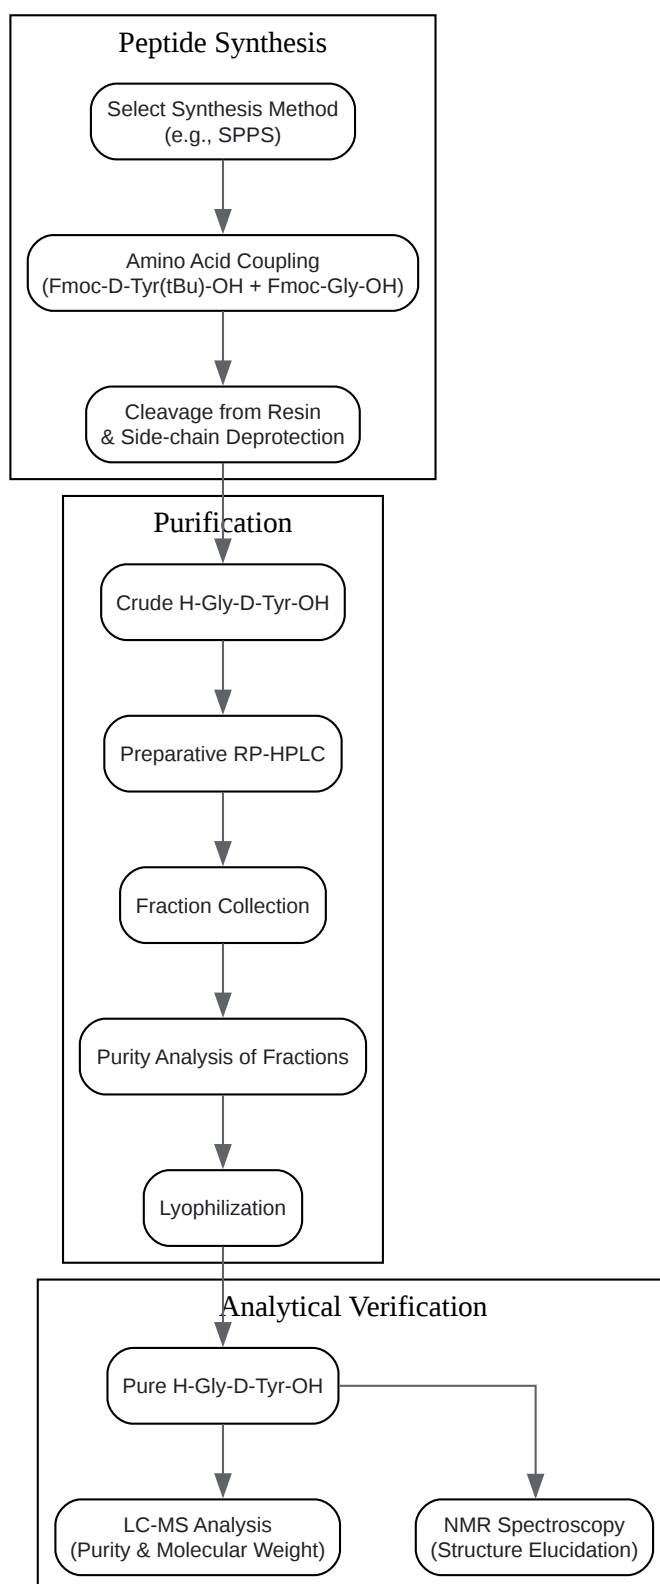 Peptide Synthesis
Select Synthesis Method
(e.g., SPPS)
Amino Acid Coupling
(Fmoc-D-Tyr(tBu)-OH + Fmoc-Gly-OH)
Cleavage from Resin
& Side-chain Deprotection
Purification
Crude H-Gly-D-Tyr-OH
Preparative RP-HPLC
Fraction Collection
Purity Analysis of Fractions
Lyophilization
Analytical Verification
Pure H-Gly-D-Tyr-OH
LC-MS Analysis
(Purity & Molecular Weight)
NMR Spectroscopy
(Structure Elucidation)